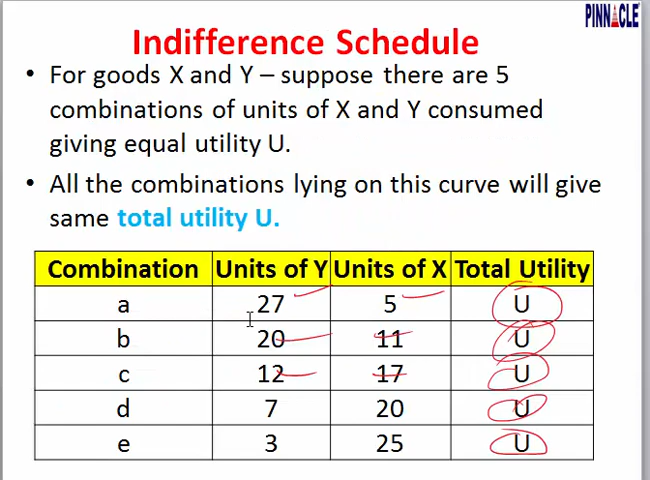 PINNACLE
Indifference Schedule
• For goods X and Y – suppose there are 5
combinations of units of X and Y consumed
giving equal utility U.
• All the combinations lying on this curve will give
same total utility U.
Combination Units of Y Units of X Total Utility
a 27 5 U
b 20 11 U
c 12 17 U
d 7 20 U
e 3 25 U